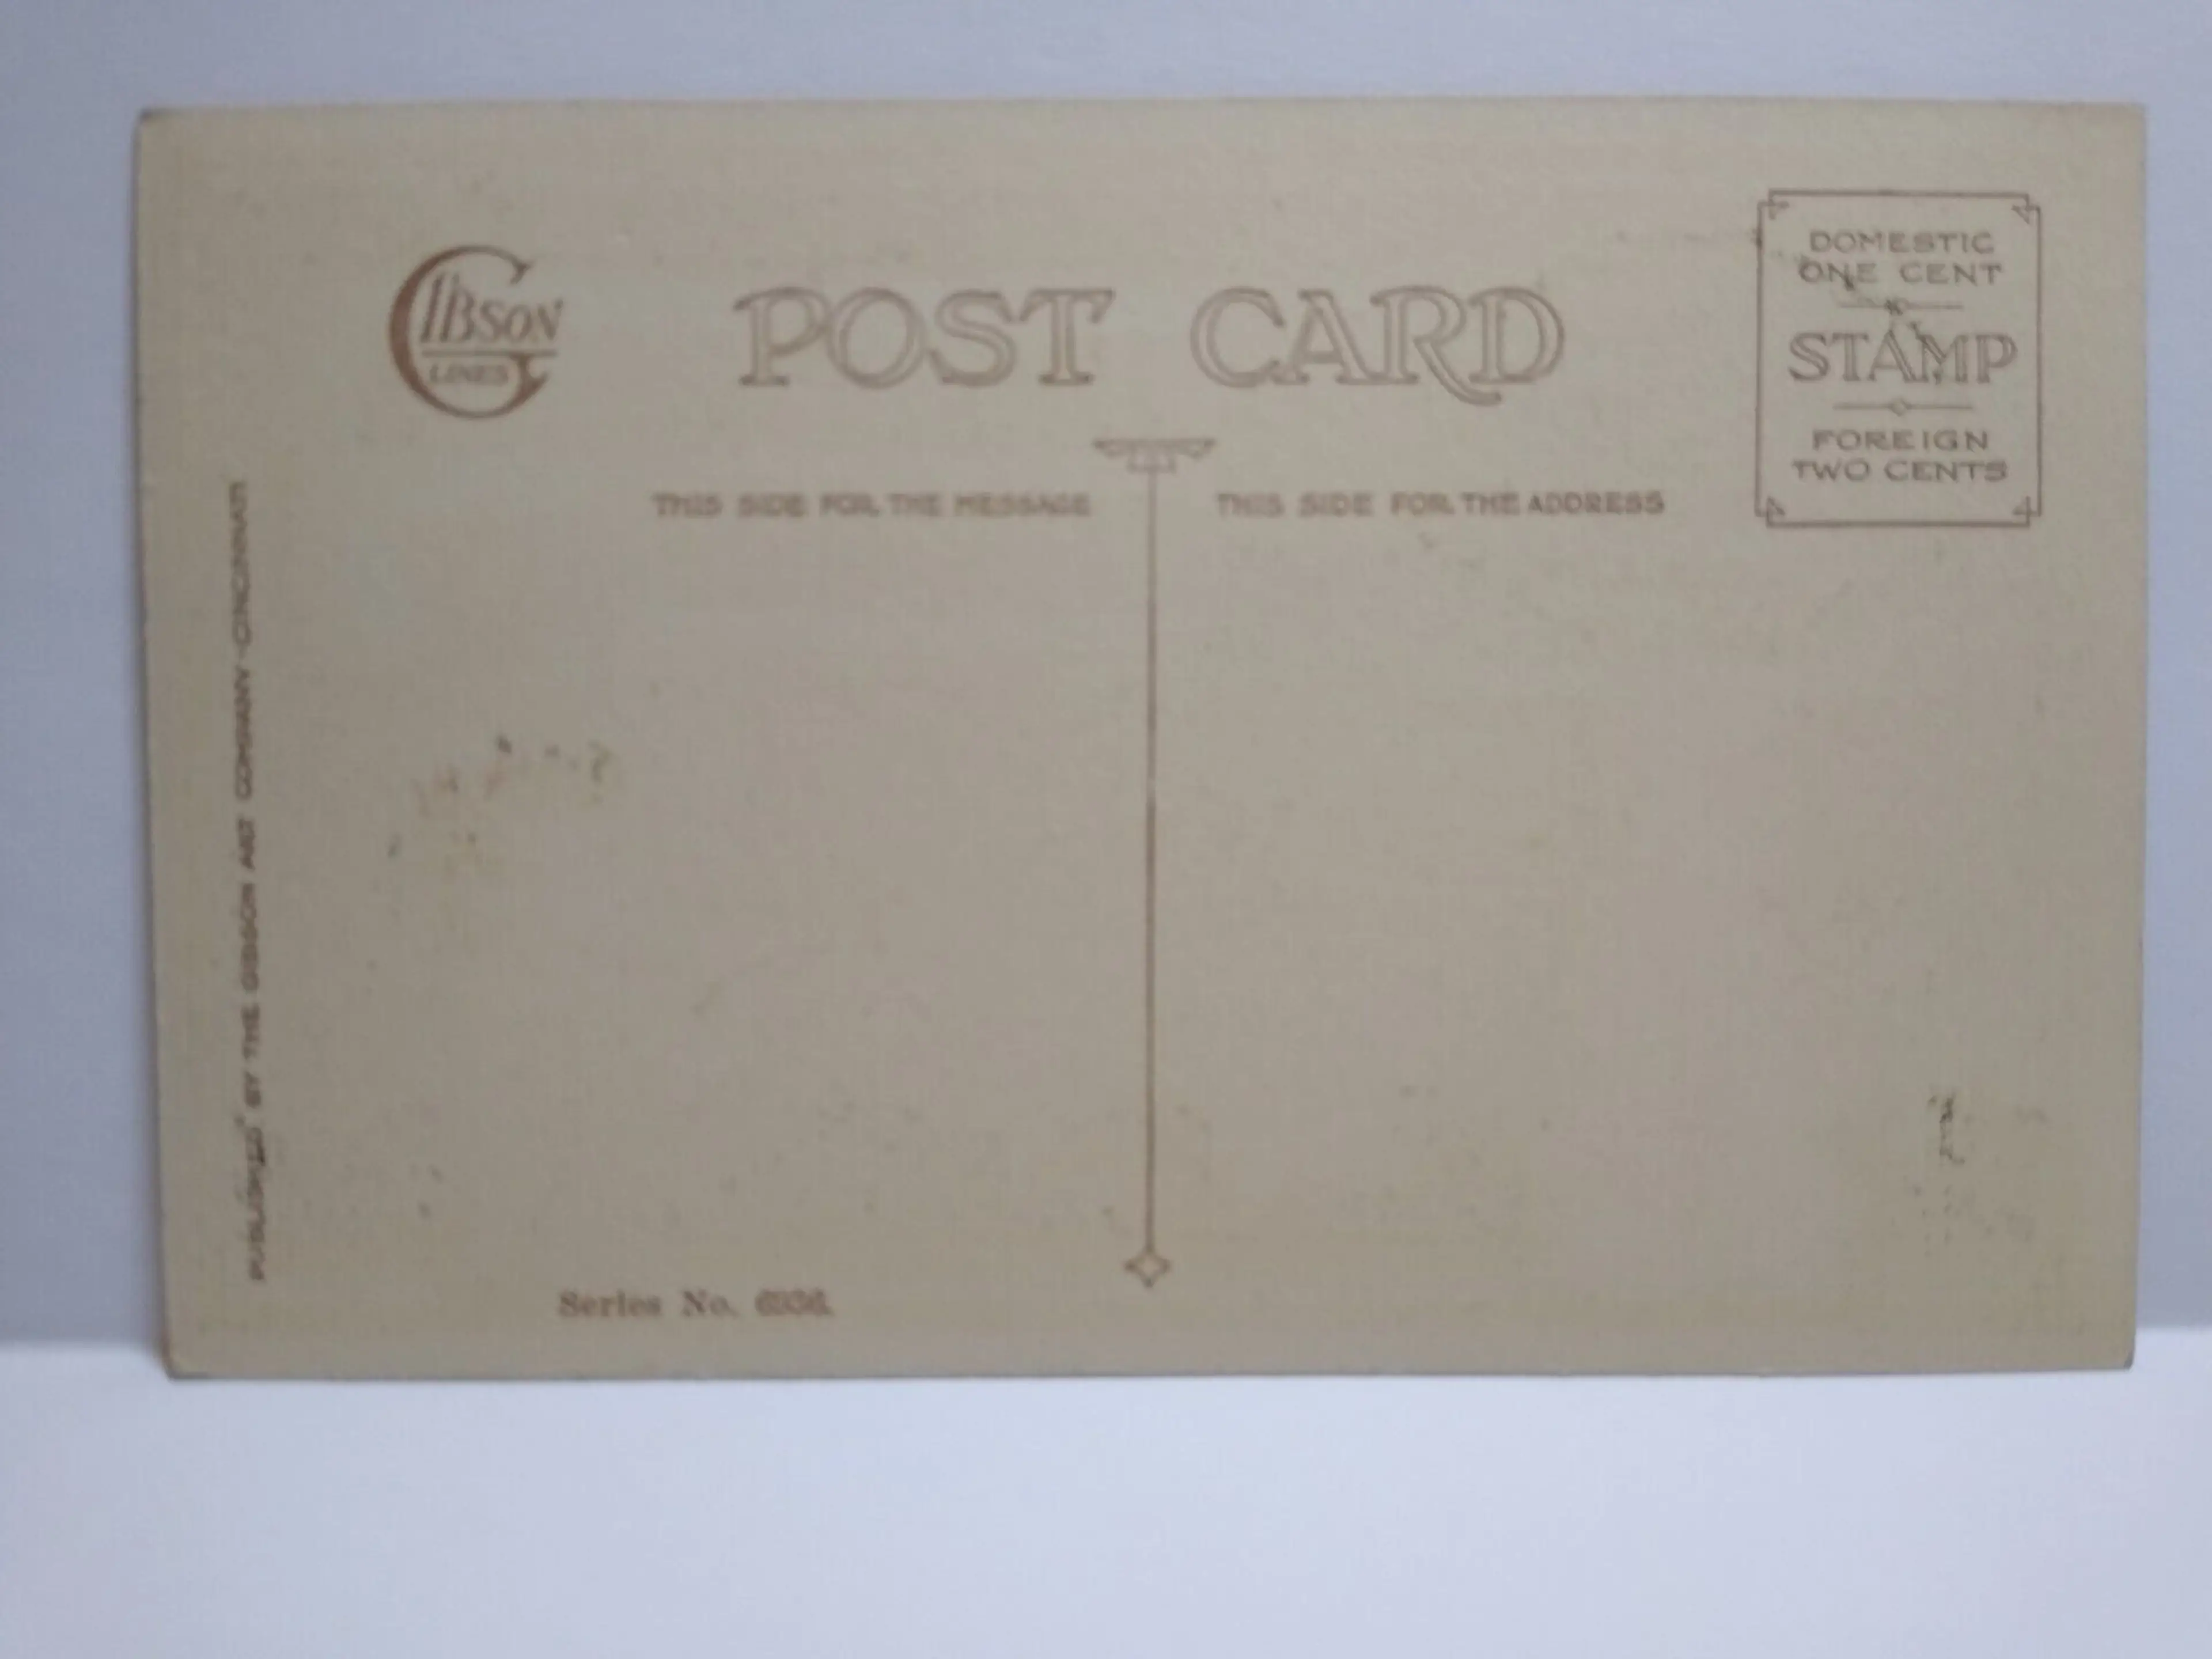 GIBSON
LINES
POST CARD
DOMESTIC
ONE CENT
STAMP
FOREIGN
TWO CENTS
THIS SIDE FOR THE MESSAGE
THIS SIDE FOR THE ADDRESS
PUBLISHED BY THE GIBSON ART COMPANY-CINCINNATI
Series No.